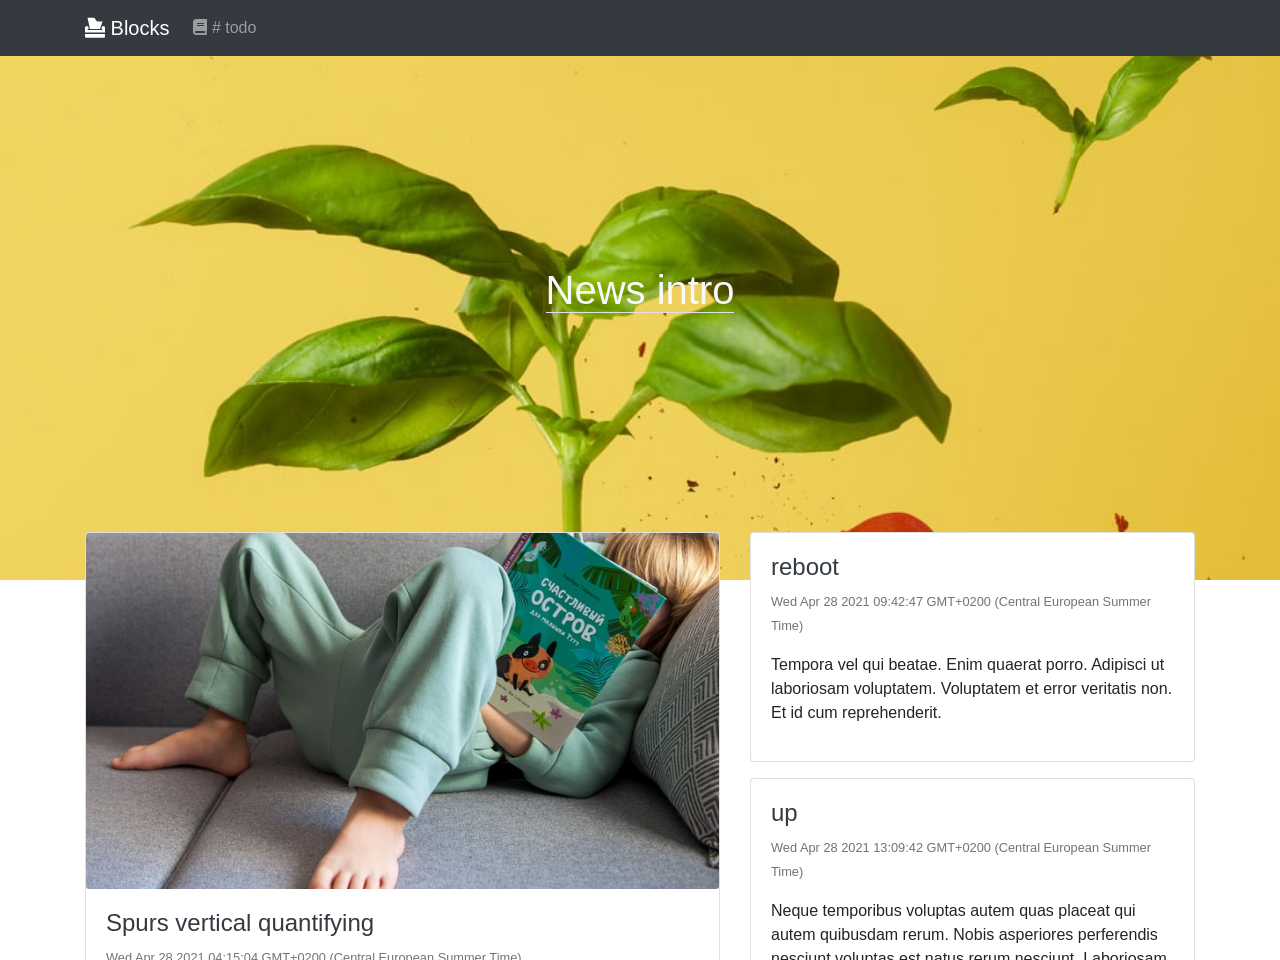 Blocks
# todo
News intro
СЧАСТЛИВЫЙ
ОСТРОВ
Spurs vertical quantifying
Wed Apr 28 2021 04:15:04 GMT+0200 (Central European Summer Time)
reboot
Wed Apr 28 2021 09:42:47 GMT+0200 (Central European Summer
Time)
Tempora vel qui beatae. Enim quaerat porro. Adipisci ut
laboriosam voluptatem. Voluptatem et error veritatis non.
Et id cum reprehenderit.
up
Wed Apr 28 2021 13:09:42 GMT+0200 (Central European Summer
Time)
Neque temporibus voluptas autem quas placeat qui
autem quibusdam rerum. Nobis asperiores perferendis
nesciunt voluptas est natus rerum nesciunt. Laboriosam